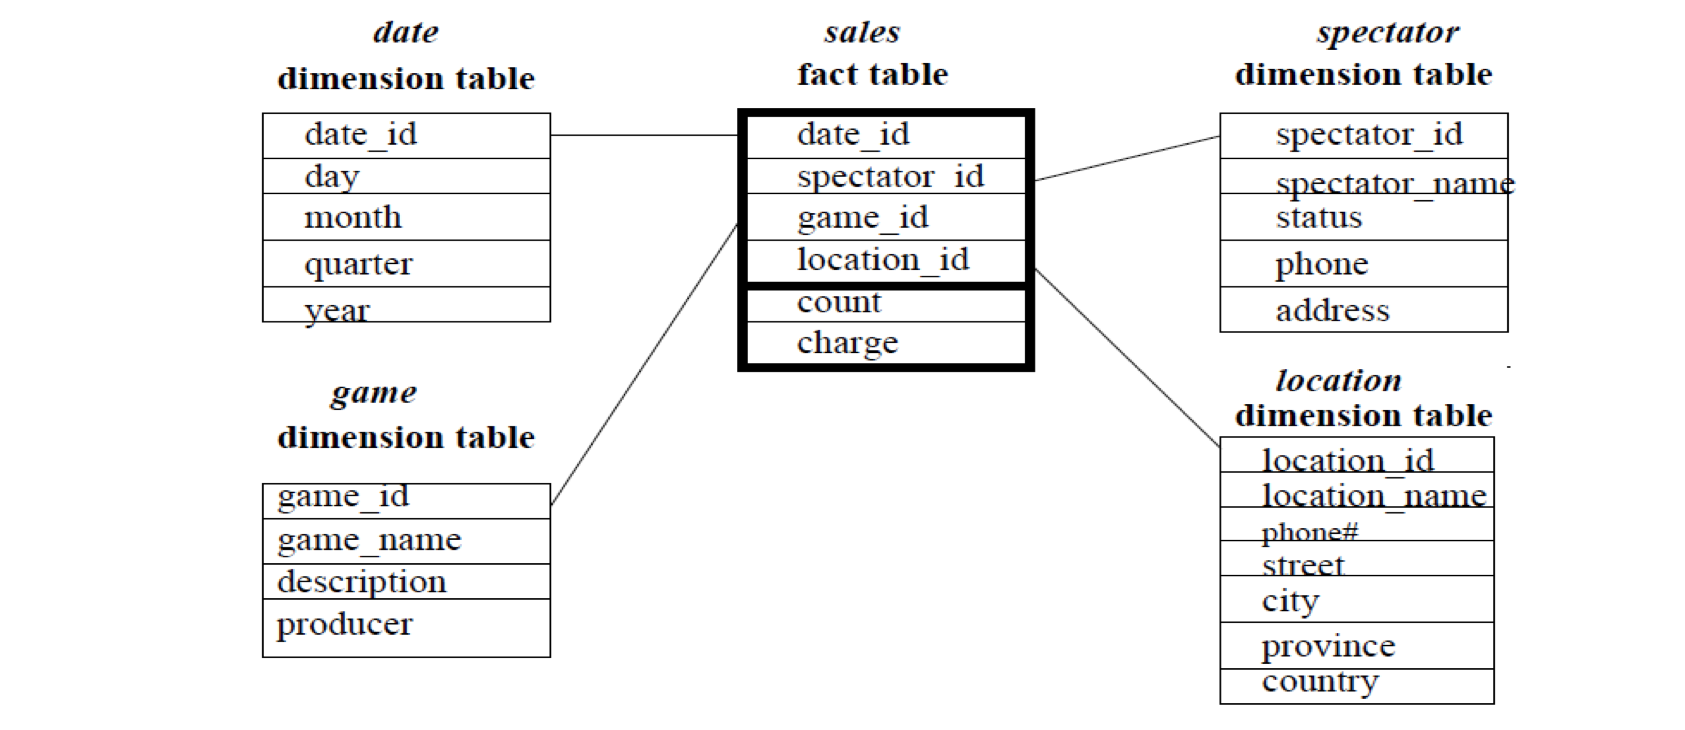 date
dimension table
date_id
day
month
quarter
year
game
dimension table
game_id
game_name
description
producer
sales
fact table
date_id
spectator_id
game_id
location_id
count
charge
spectator
dimension table
spectator_id
spectator_name
status
phone
address
location
dimension table
location_id
location_name
phone#
street
city
province
country